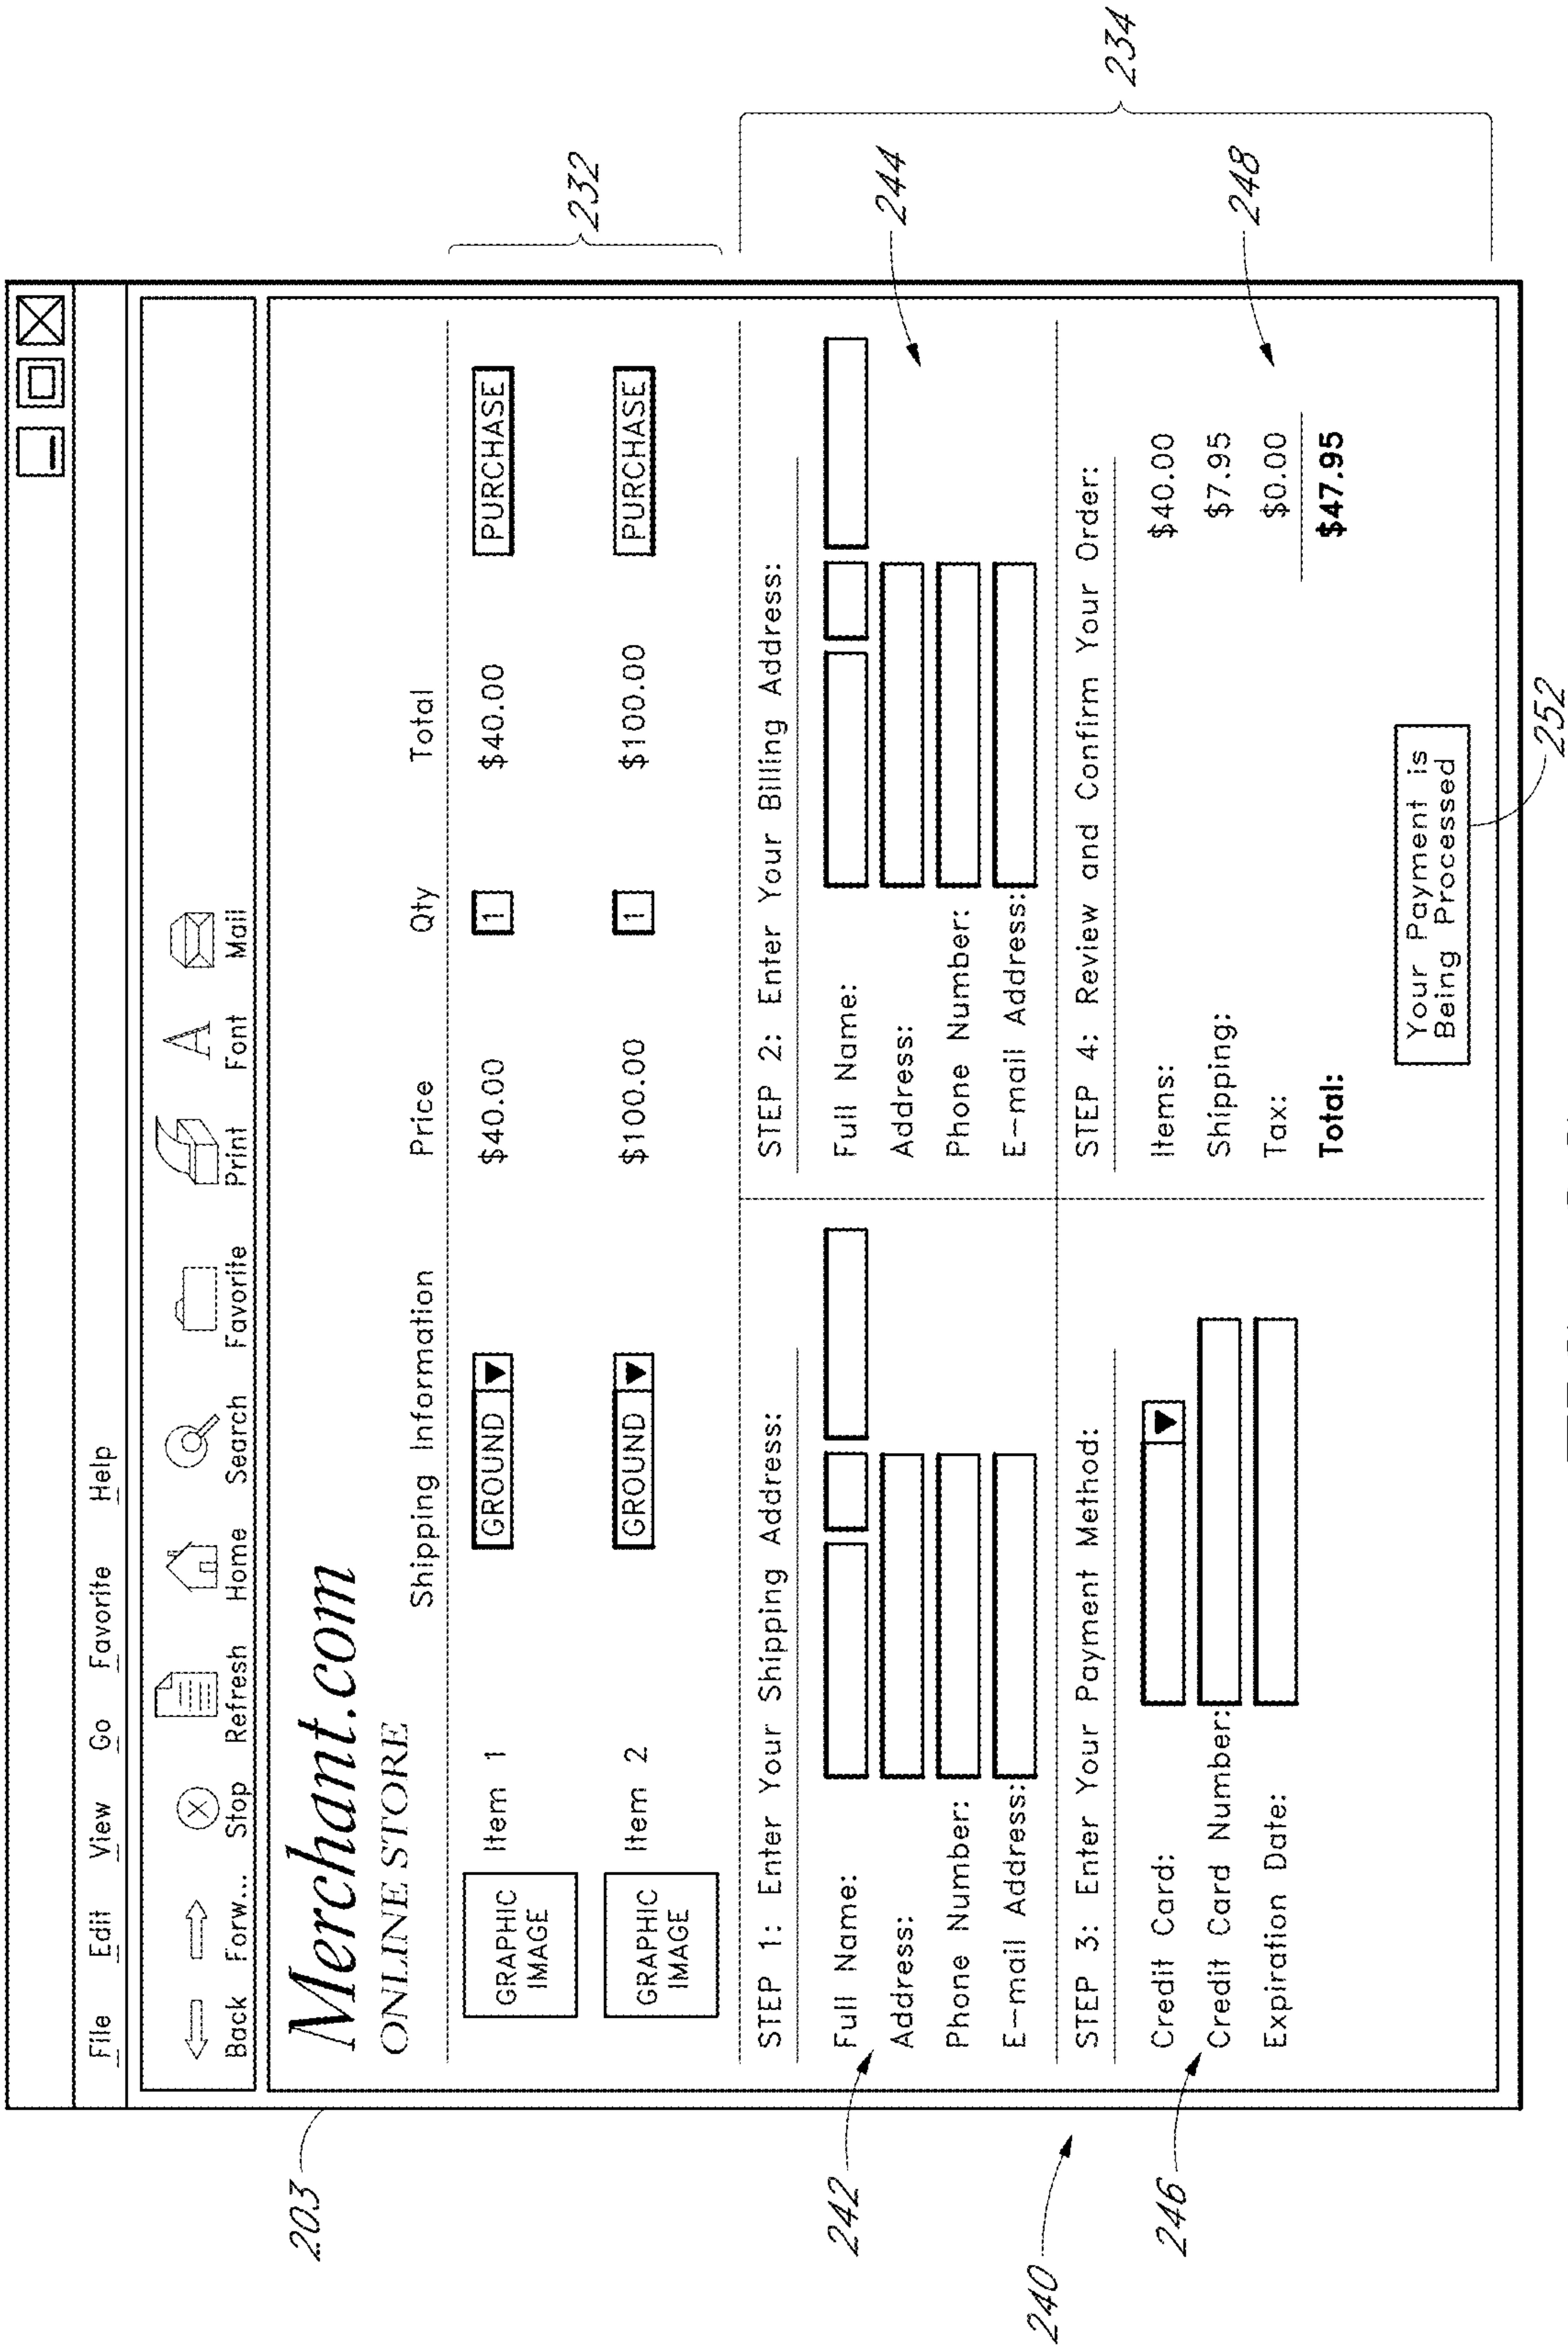 File Edit View Go Favorite Help
Back Forw... Stop Refresh Home Search Favorite Print Font Mail
203
Merchant.com
ONLINE STORE
Shipping Information Price Qty Total
GRAPHIC IMAGE Item 1 GROUND $40.00 1 $40.00 PURCHASE
GRAPHIC IMAGE Item 2 GROUND $100.00 1 $100.00 PURCHASE
232
STEP 1: Enter Your Shipping Address:
Full Name:
Address:
Phone Number:
E-mail Address:
242
STEP 2: Enter Your Billing Address:
Full Name:
Address:
Phone Number:
E-mail Address:
244
234
240
STEP 3: Enter Your Payment Method:
Credit Card:
Credit Card Number:
Expiration Date:
246
STEP 4: Review and Confirm Your Order:
Items: $40.00
Shipping: $7.95
Tax: $0.00
Total: $47.95
248
Your Payment is
Being Processed
252